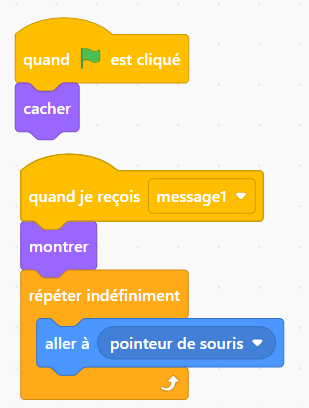 quand est cliqué
cacher
quand je reçois message1
montrer
répéter indéfiniment
aller à pointeur de souris